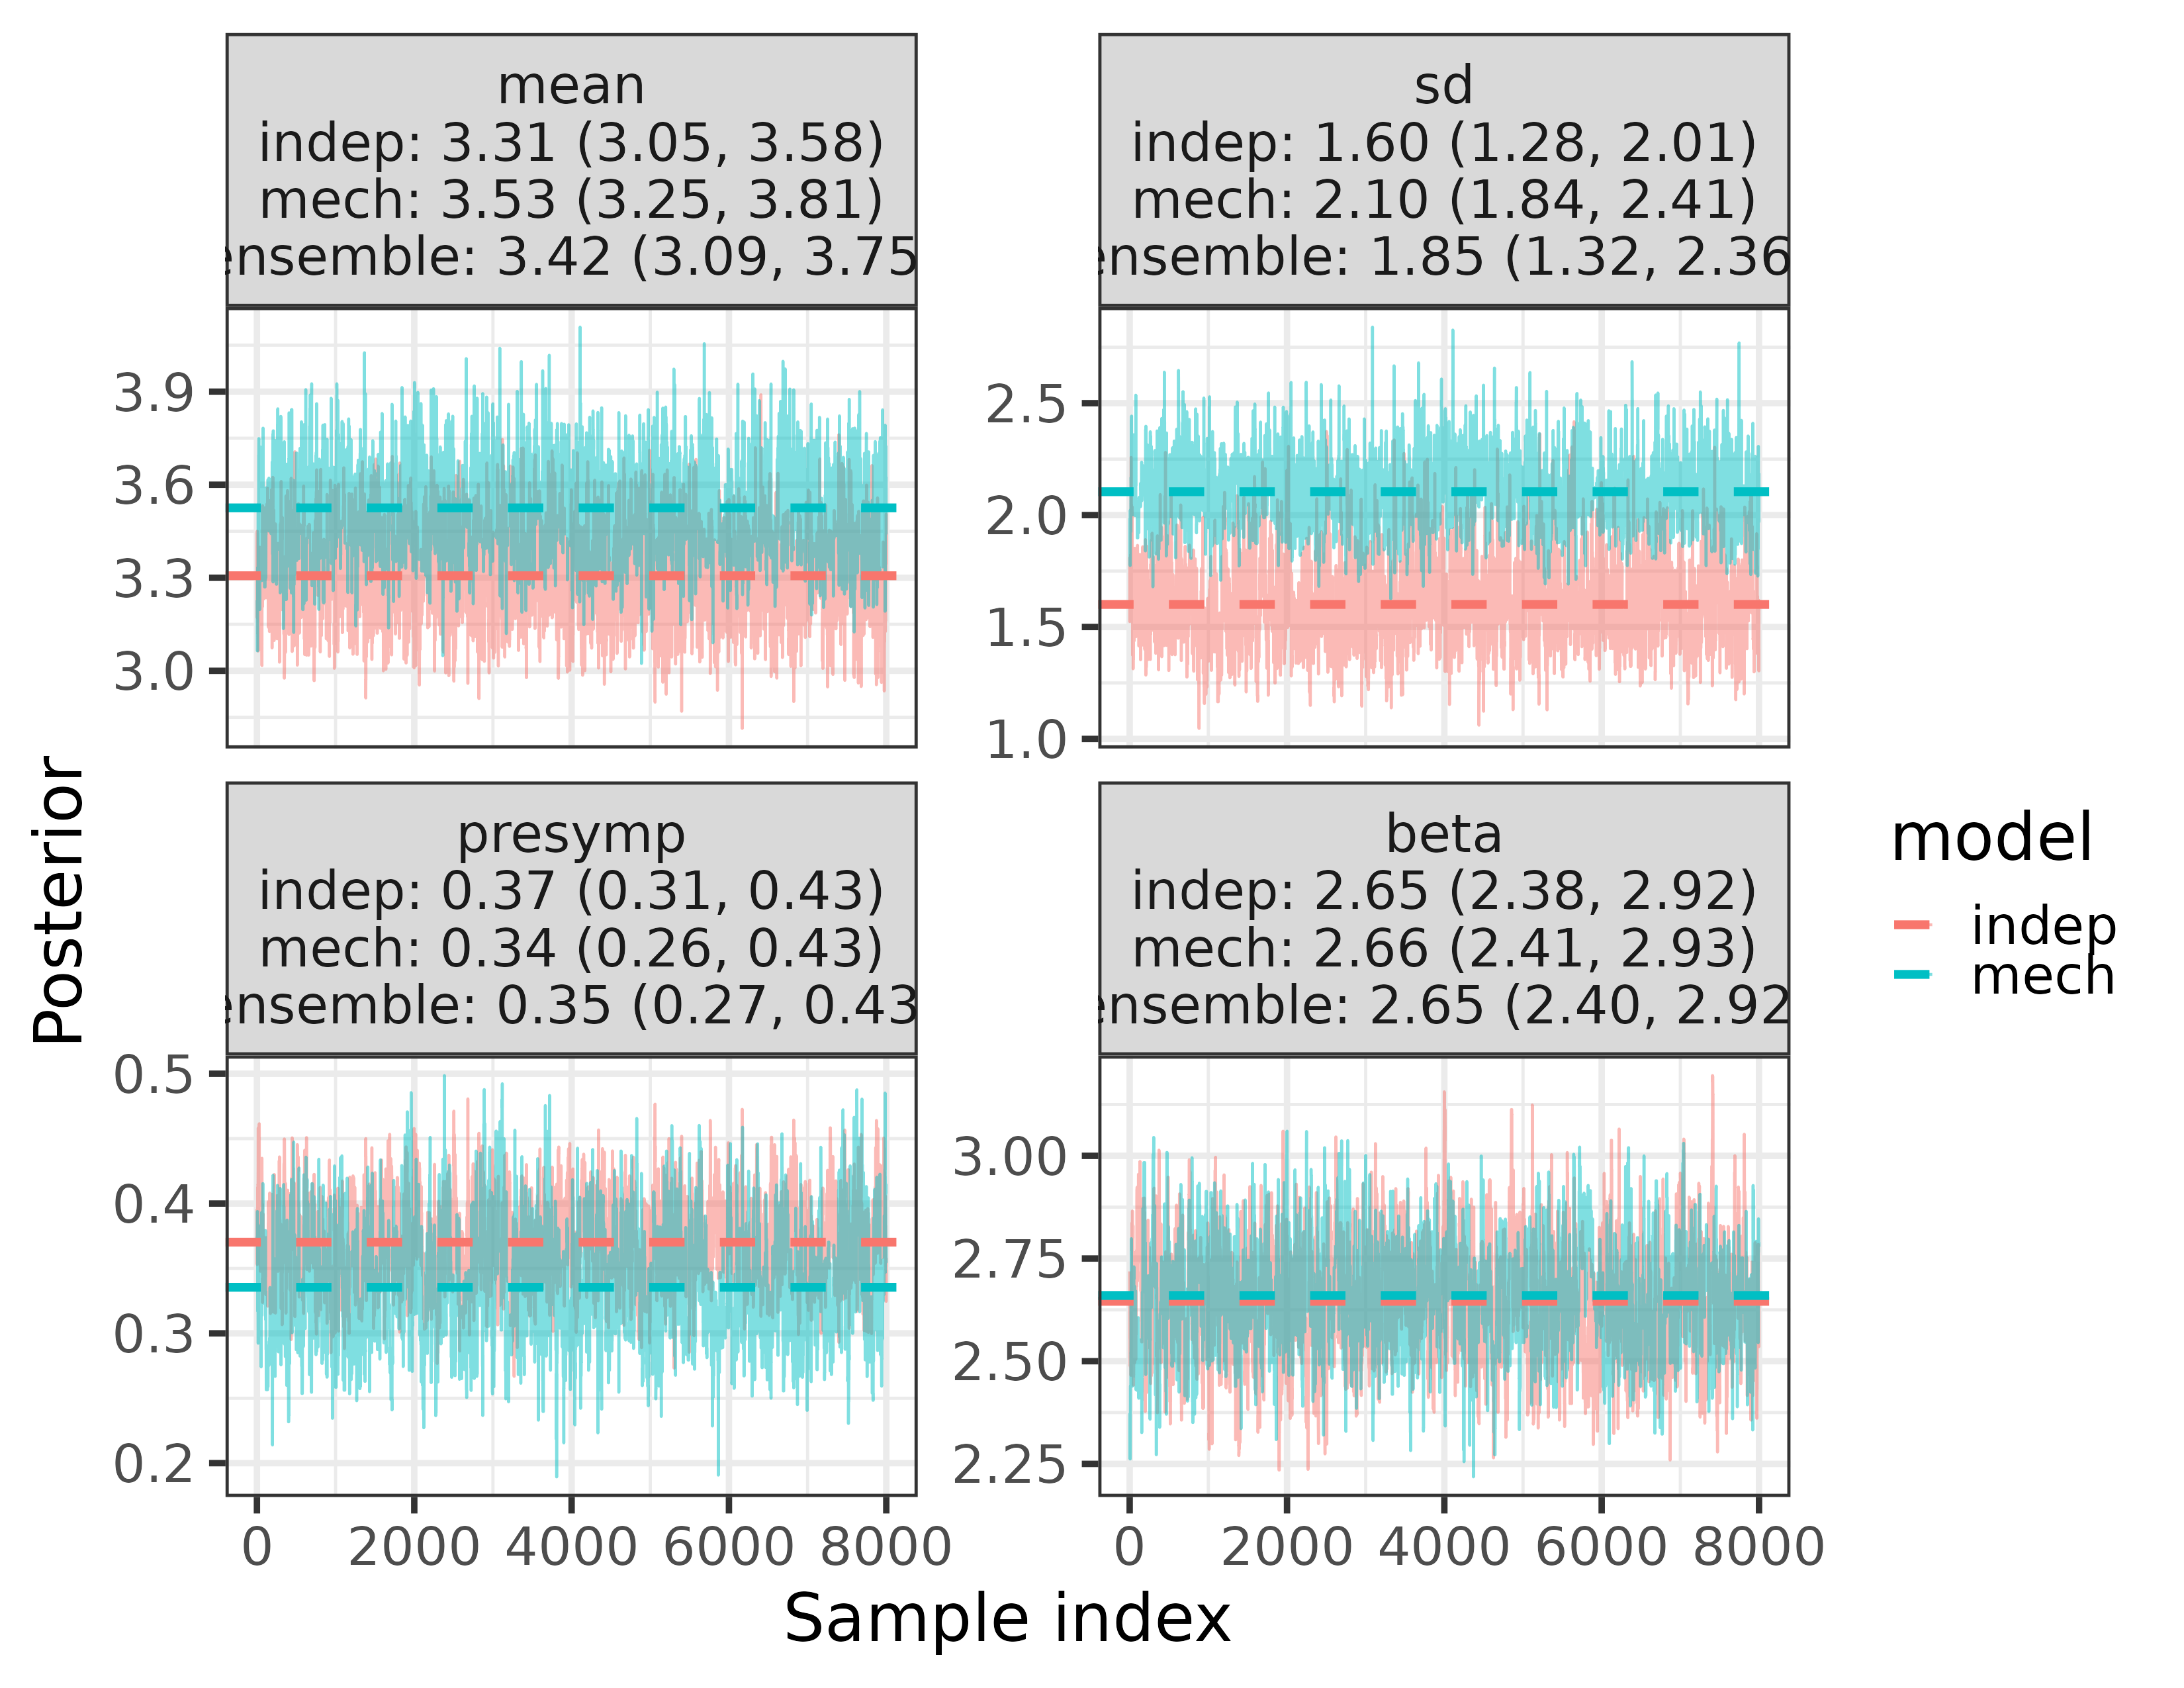 mean
indep: 3.31 (3.05, 3.58)
mech: 3.53 (3.25, 3.81)
ensemble: 3.42 (3.09, 3.75
sd
indep: 1.60 (1.28, 2.01)
mech: 2.10 (1.84, 2.41)
ensemble: 1.85 (1.32, 2.36
3.9
3.6
3.3
3.0
2.5
2.0
1.5
1.0
presymp
indep: 0.37 (0.31, 0.43)
mech: 0.34 (0.26, 0.43)
ensemble: 0.35 (0.27, 0.43
beta
indep: 2.65 (2.38, 2.92)
mech: 2.66 (2.41, 2.93)
ensemble: 2.65 (2.40, 2.92
0.5
0.4
0.3
0.2
3.00
2.75
2.50
2.25
0 2000 4000 6000 8000
0 2000 4000 6000 8000
Sample index
Posterior
model
indep
mech